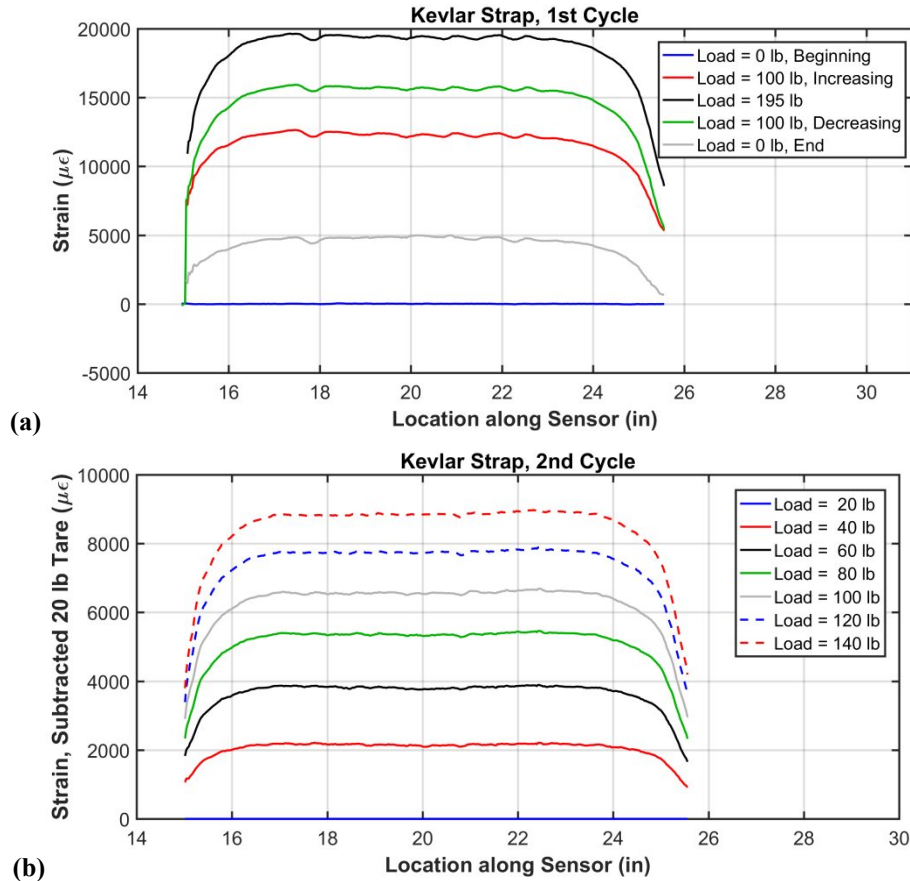 Kevlar Strap, 1st Cycle
20000
15000
10000
5000
0
-5000
Strain (μϵ)
Load = 0 lb, Beginning
Load = 100 lb, Increasing
Load = 195 lb
Load = 100 lb, Decreasing
Load = 0 lb, End
14 16 18 20 22 24 26 28 30
Location along Sensor (in)
(a)
Kevlar Strap, 2nd Cycle
10000
8000
6000
4000
2000
0
Strain, Subtracted 20 lb Tare (μϵ)
Load = 20 lb
Load = 40 lb
Load = 60 lb
Load = 80 lb
Load = 100 lb
Load = 120 lb
Load = 140 lb
14 16 18 20 22 24 26 28 30
Location along Sensor (in)
(b)